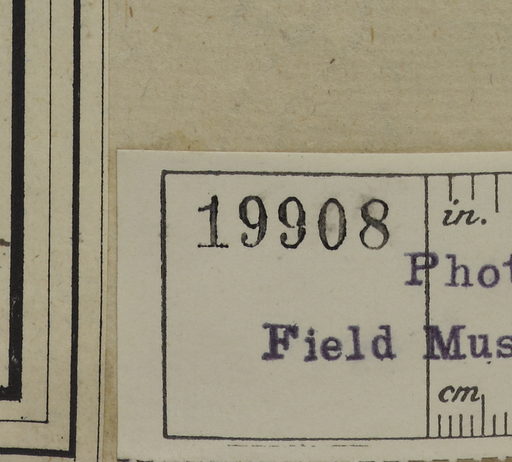 19908
in.
Phot
Field Mus
cm